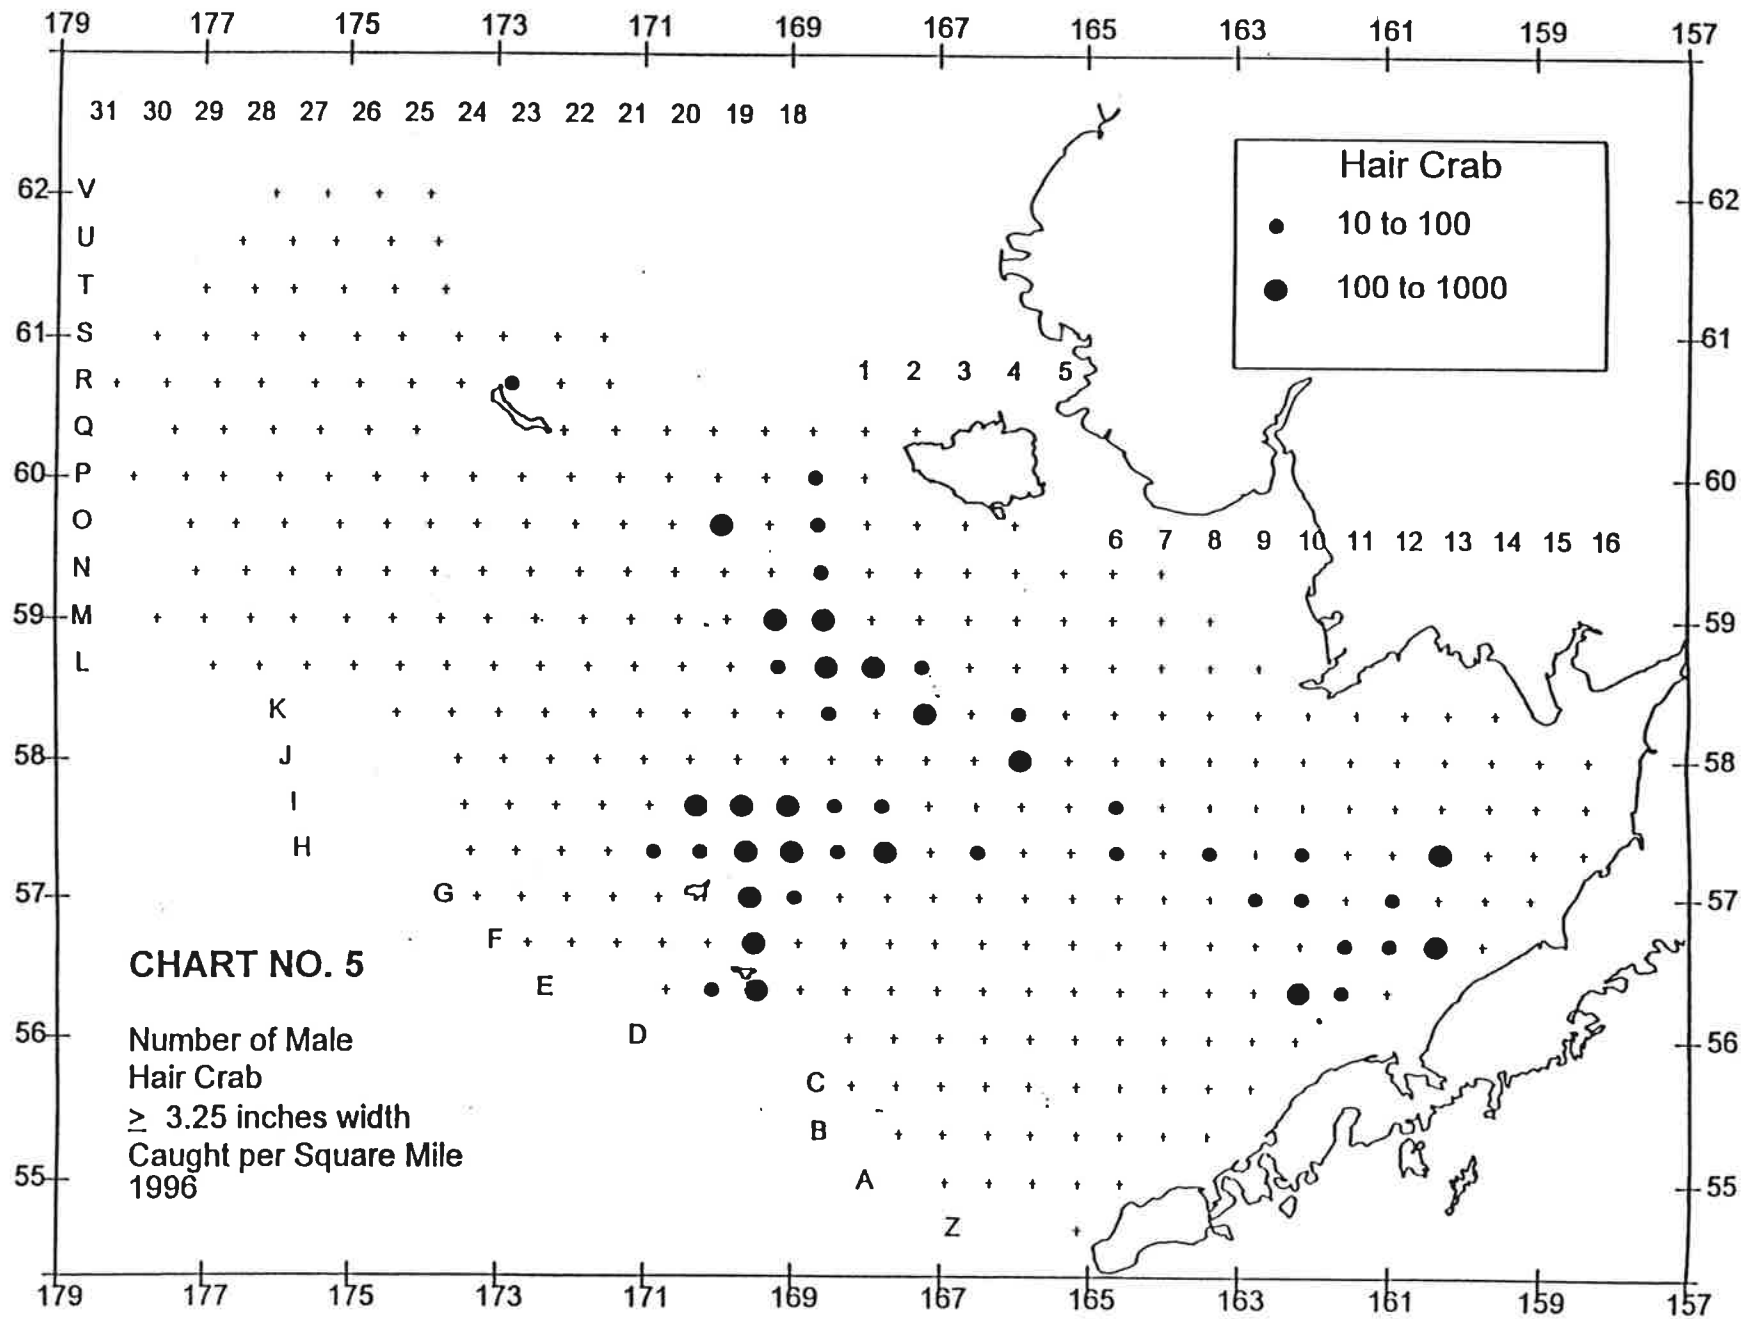 179 177 175 173 171 169 167 165 163 161 159 157
31 30 29 28 27 26 25 24 23 22 21 20 19 18
Hair Crab
10 to 100
100 to 1000
62 V 62
U
T
61 S 61
R 1 2 3 4 5
Q
60 P 60
O
6 7 8 9 10 11 12 13 14 15 16
N
59 M 59
L
K
58 J 58
I
H
57 G 57
F
CHART NO. 5
E
56 D 56
Number of Male
Hair Crab
C
≥ 3.25 inches width
B
Caught per Square Mile
55 A 55
1996
Z
179 177 175 173 171 169 167 165 163 161 159 157